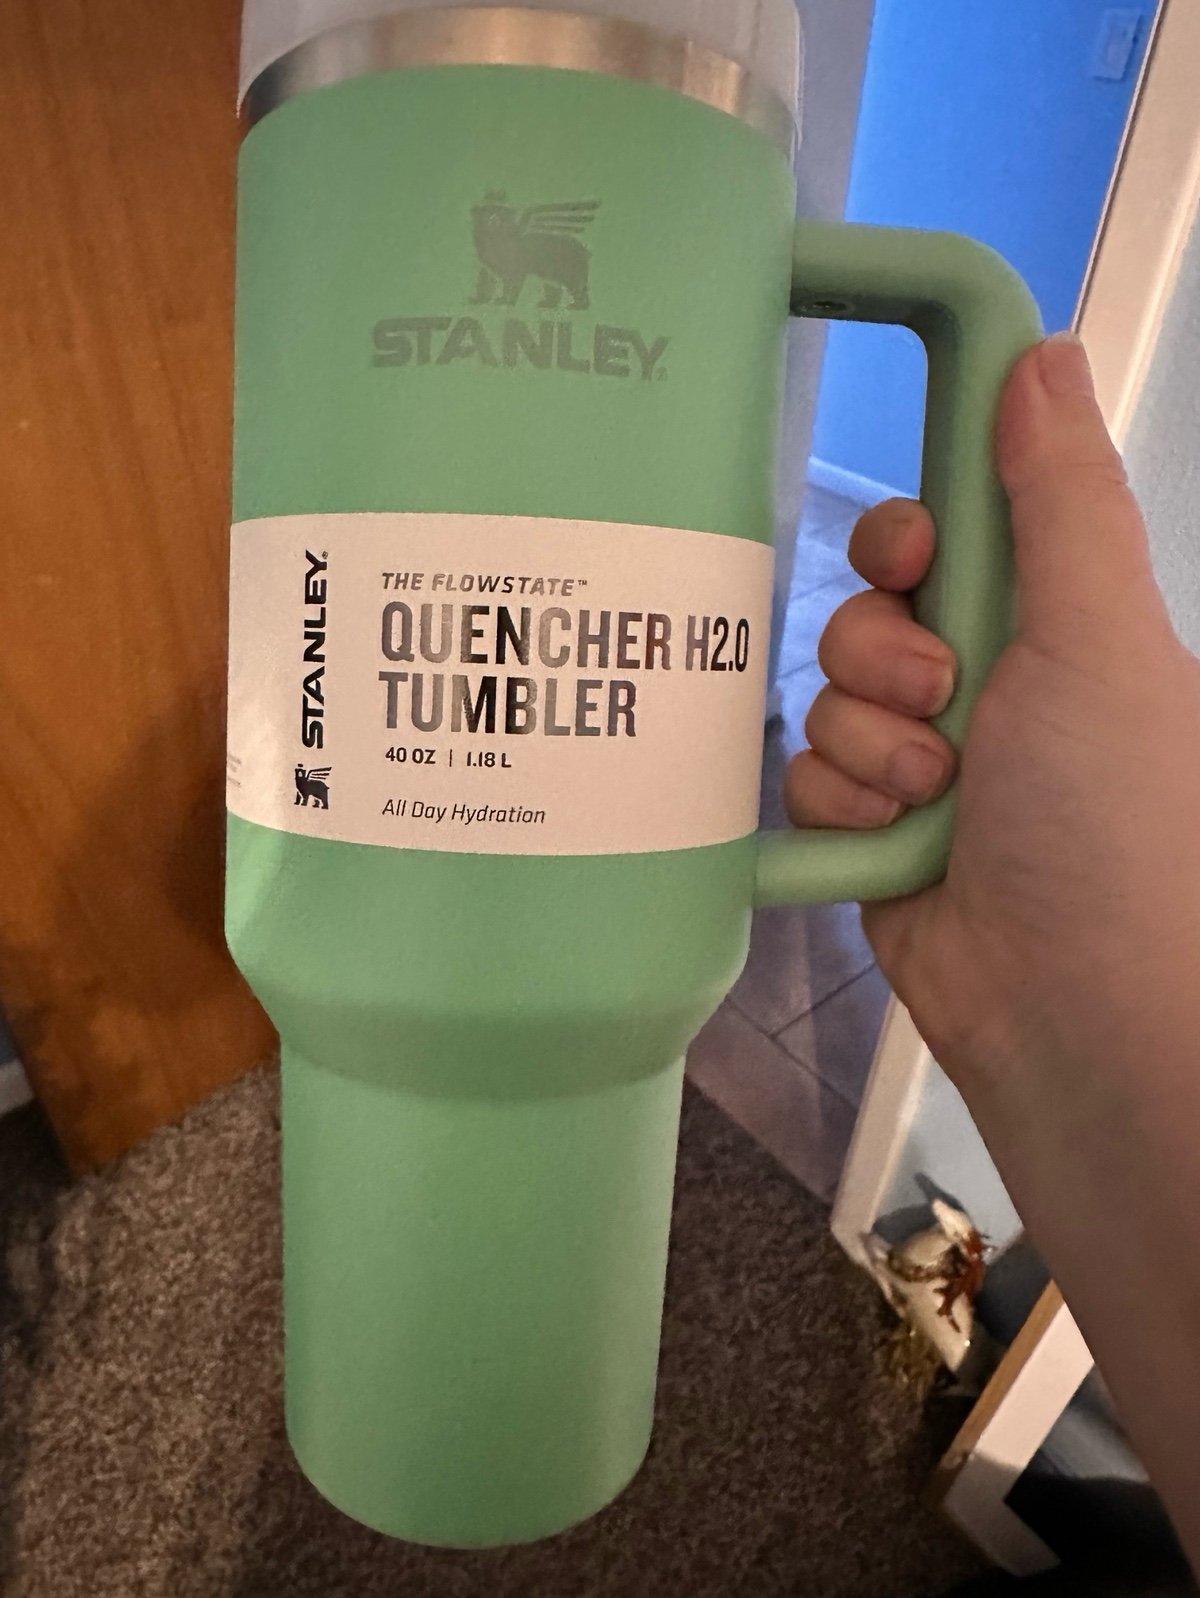 STANLEY
STANLEY®
THE FLOWSTATE™
QUENCHER H2.0
TUMBLER
40 OZ | 1.18 L
All Day Hydration